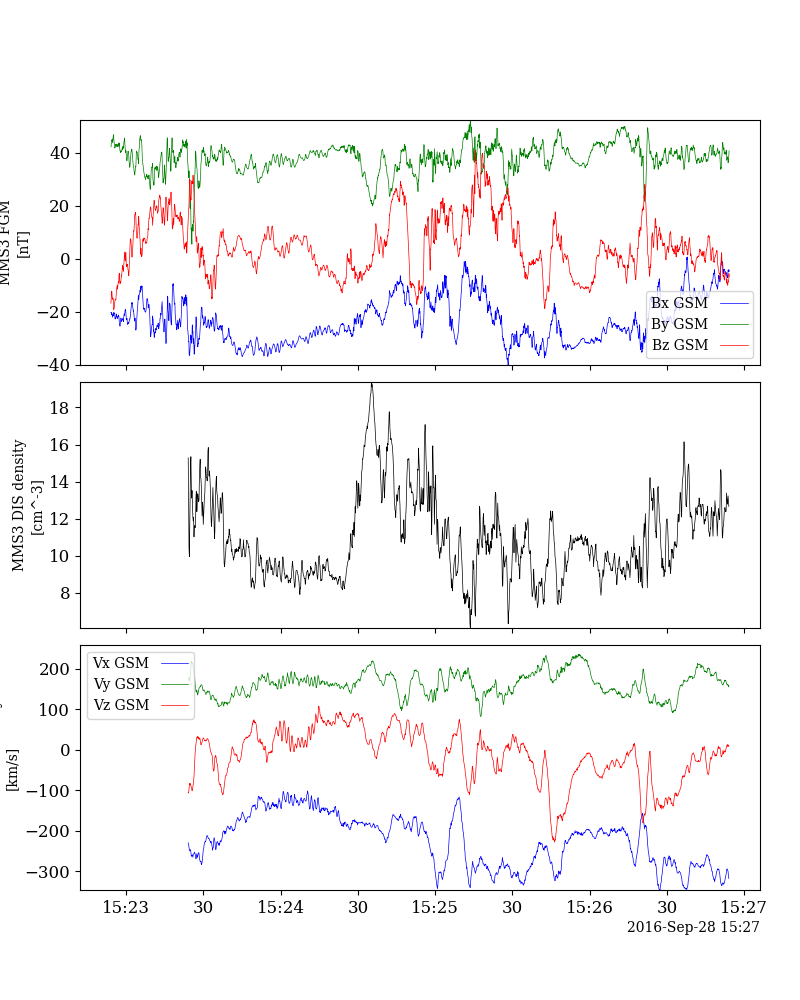 MMS3 FGM
[nT]
40
20
0
−20
−40
Bx GSM
By GSM
Bz GSM
MMS3 DIS density
[cm^-3]
18
16
14
12
10
8
[km/s]
200
100
0
−100
−200
−300
Vx GSM
Vy GSM
Vz GSM
15:23 30 15:24 30 15:25 30 15:26 30 15:27
2016-Sep-28 15:27